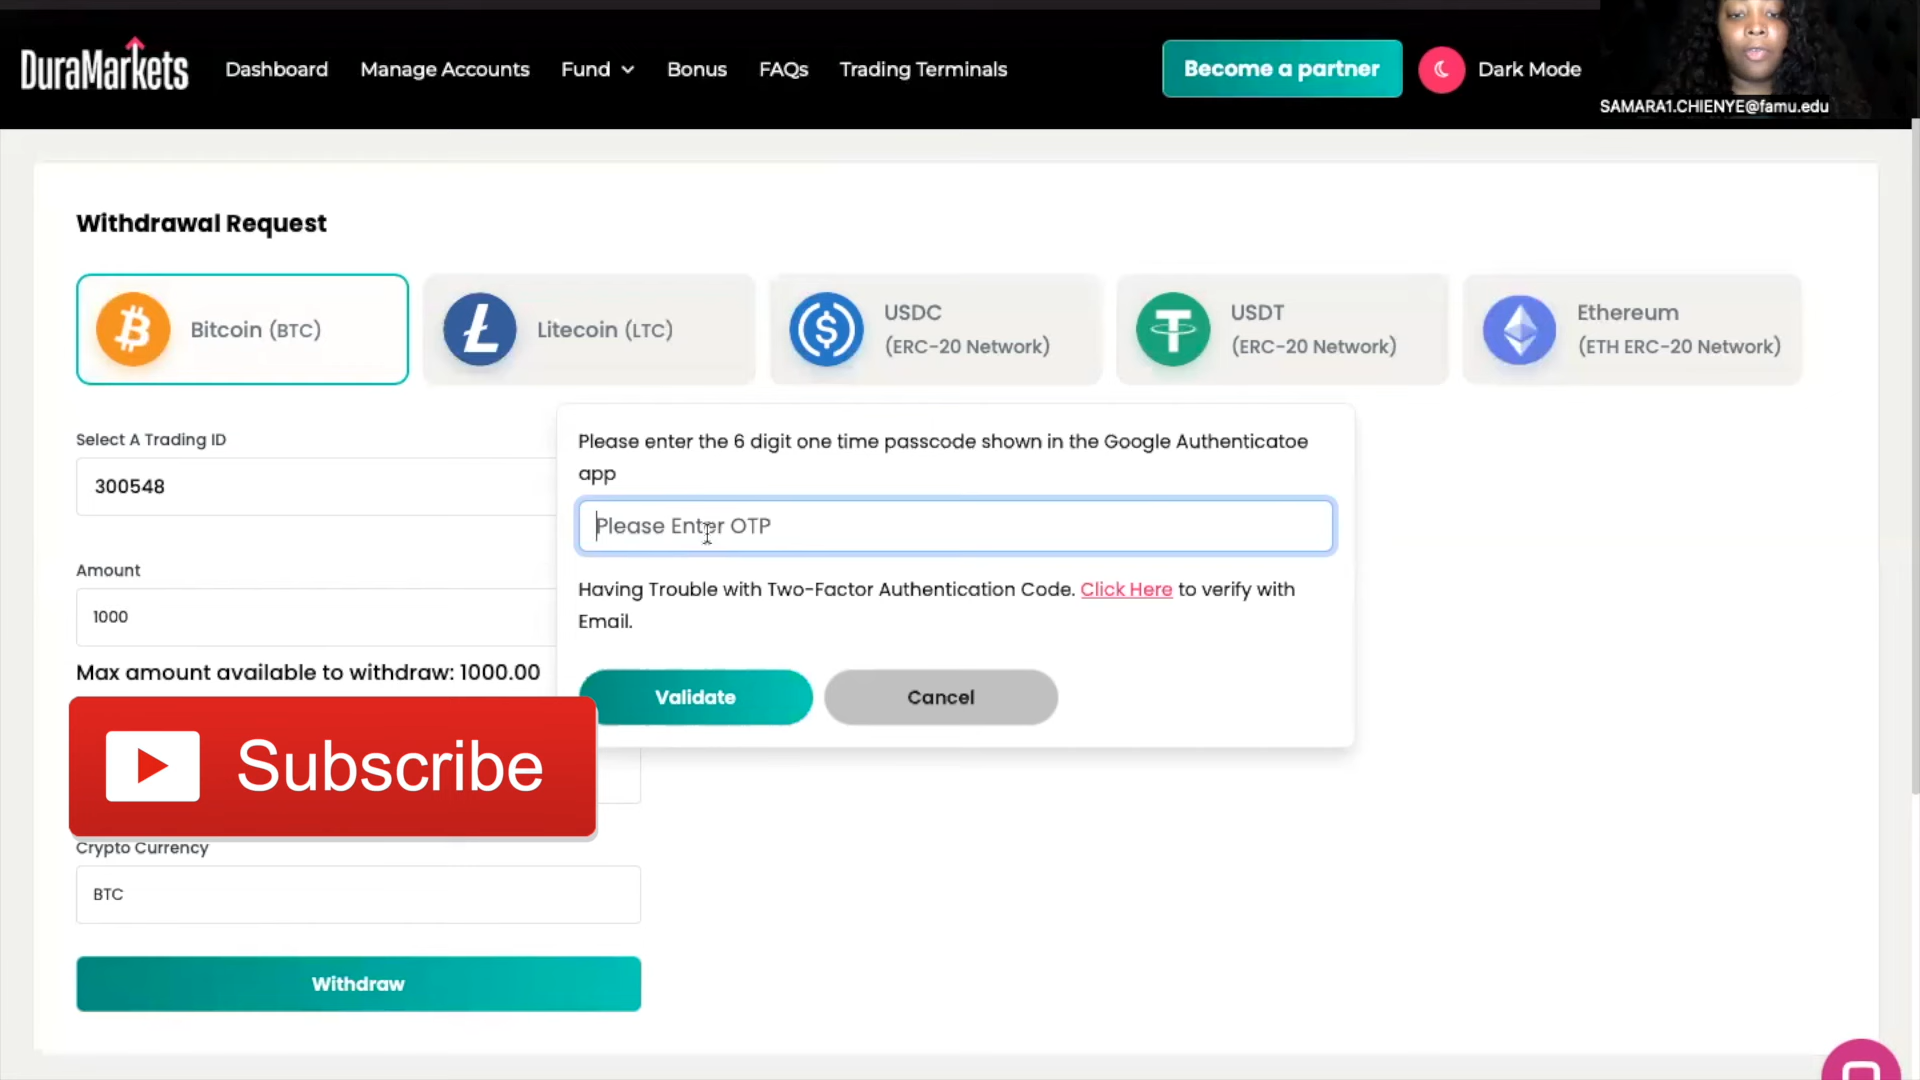 DuraMarkets
Dashboard
Manage Accounts
Fund
Bonus
FAQs
Trading Terminals
Become a partner
Dark Mode
SAMARA1.CHIENYE@famu.edu
Withdrawal Request
Bitcoin (BTC)
Litecoin (LTC)
USDC
(ERC-20 Network)
USDT
(ERC-20 Network)
Ethereum
(ETH ERC-20 Network)
Select A Trading ID
300548
Amount
1000
Max amount available to withdraw: 1000.00
Please enter the 6 digit one time passcode shown in the Google Authenticatoe
app
Please Enter OTP
Having Trouble with Two-Factor Authentication Code. Click Here to verify with
Email.
Validate
Cancel
Subscribe
Crypto Currency
BTC
Withdraw